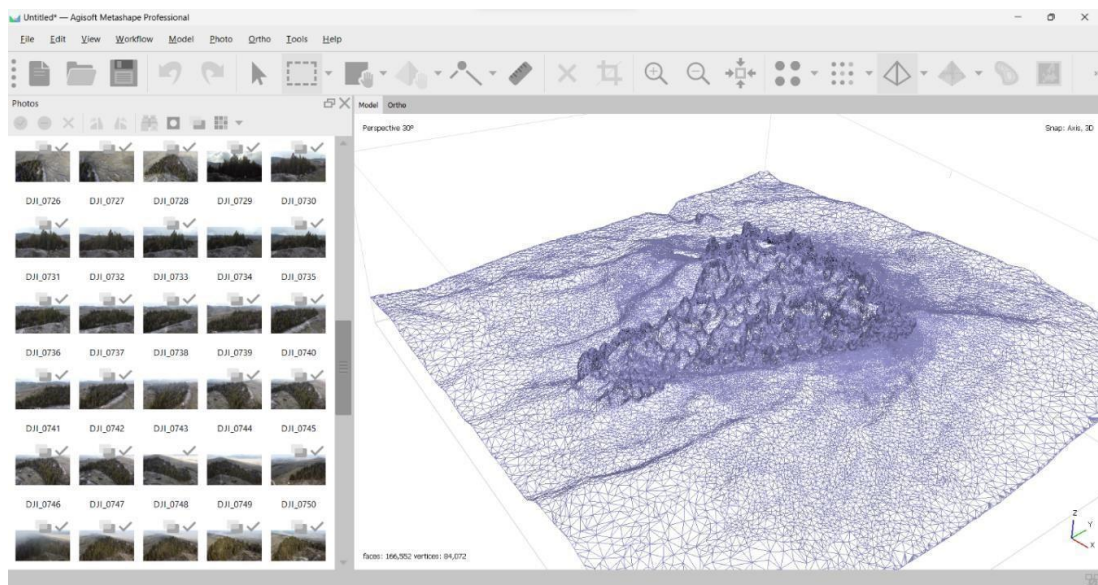 Untitled* — Agisoft Metashape Professional
File Edit View Workflow Model Photo Ortho Tools Help
Photos
Model Ortho
Perspective 30°
Snap: Axis, 3D
DJI_0726 DJI_0727 DJI_0728 DJI_0729 DJI_0730
DJI_0731 DJI_0732 DJI_0733 DJI_0734 DJI_0735
DJI_0736 DJI_0737 DJI_0738 DJI_0739 DJI_0740
DJI_0741 DJI_0742 DJI_0743 DJI_0744 DJI_0745
DJI_0746 DJI_0747 DJI_0748 DJI_0749 DJI_0750
faces: 166,552 vertices: 84,072
Z
Y
X